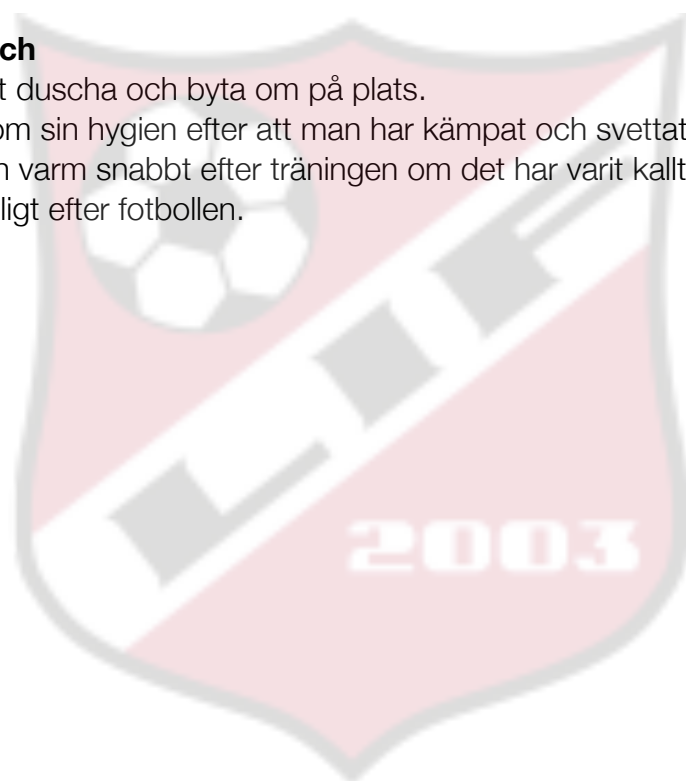 ch
t duscha och byta om på plats.
om sin hygien efter att man har kämpat och svettat
n varm snabbt efter träningen om det har varit kallt
ligt efter fotbollen.
LIF
2003